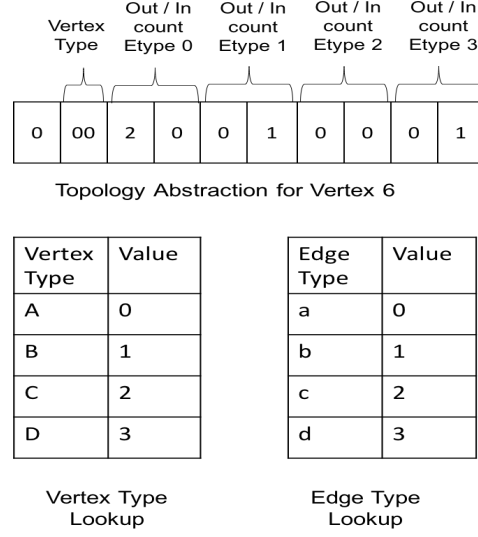 Out / In Out / In Out / In Out / In
Vertex count count count count
Type Etype 0 Etype 1 Etype 2 Etype 3
0 00 2 0 0 1 0 0 0 1
Topology Abstraction for Vertex 6
Vertex Type Value
A 0
B 1
C 2
D 3
Vertex Type
Lookup
Edge Type Value
a 0
b 1
c 2
d 3
Edge Type
Lookup